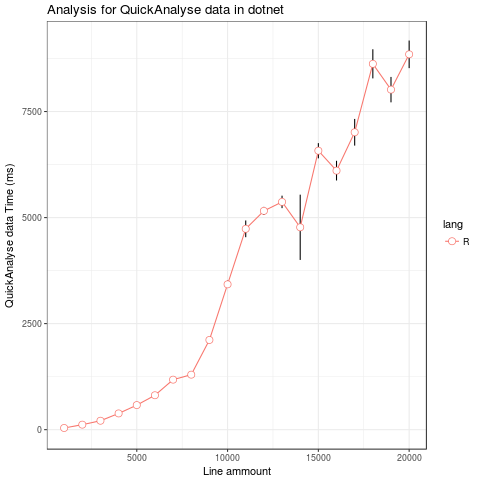 Analysis for QuickAnalyse data in dotnet
QuickAnalyse data Time (ms)
7500
5000
2500
0
5000 10000 15000 20000
Line ammount
lang
R